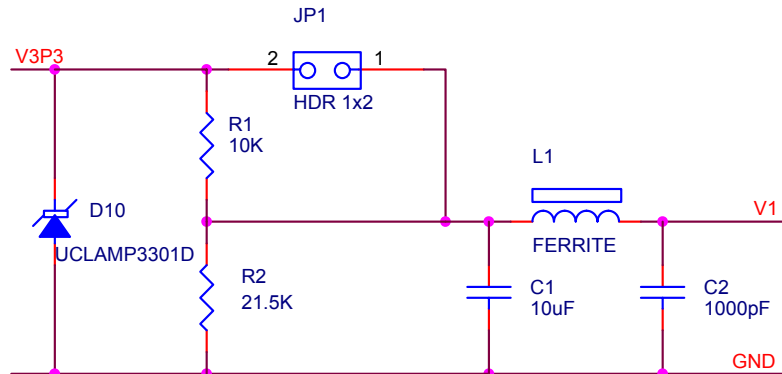 JP1
V3P3
2
1
HDR 1x2
R1
10K
L1
D10
V1
UCLAMP3301D
FERRITE
R2
21.5K
C1
10uF
C2
1000pF
GND